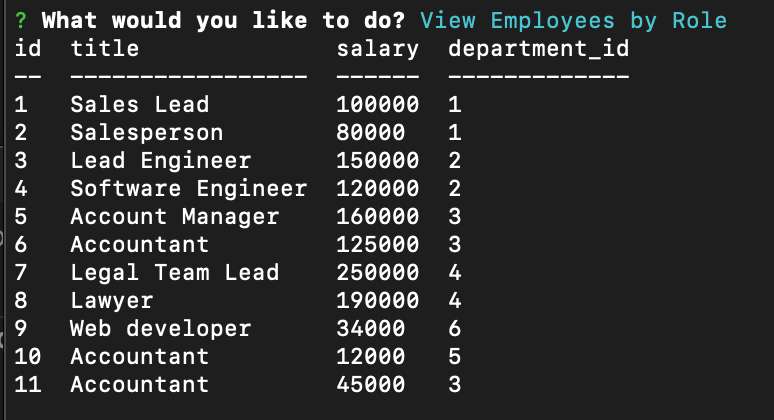 ? What would you like to do? View Employees by Role
id  title              salary  department_id
--  -----------------  ------  -------------
1   Sales Lead         100000  1
2   Salesperson        80000   1
3   Lead Engineer      150000  2
4   Software Engineer  120000  2
5   Account Manager    160000  3
6   Accountant         125000  3
7   Legal Team Lead    250000  4
8   Lawyer             190000  4
9   Web developer      34000   6
10  Accountant         12000   5
11  Accountant         45000   3